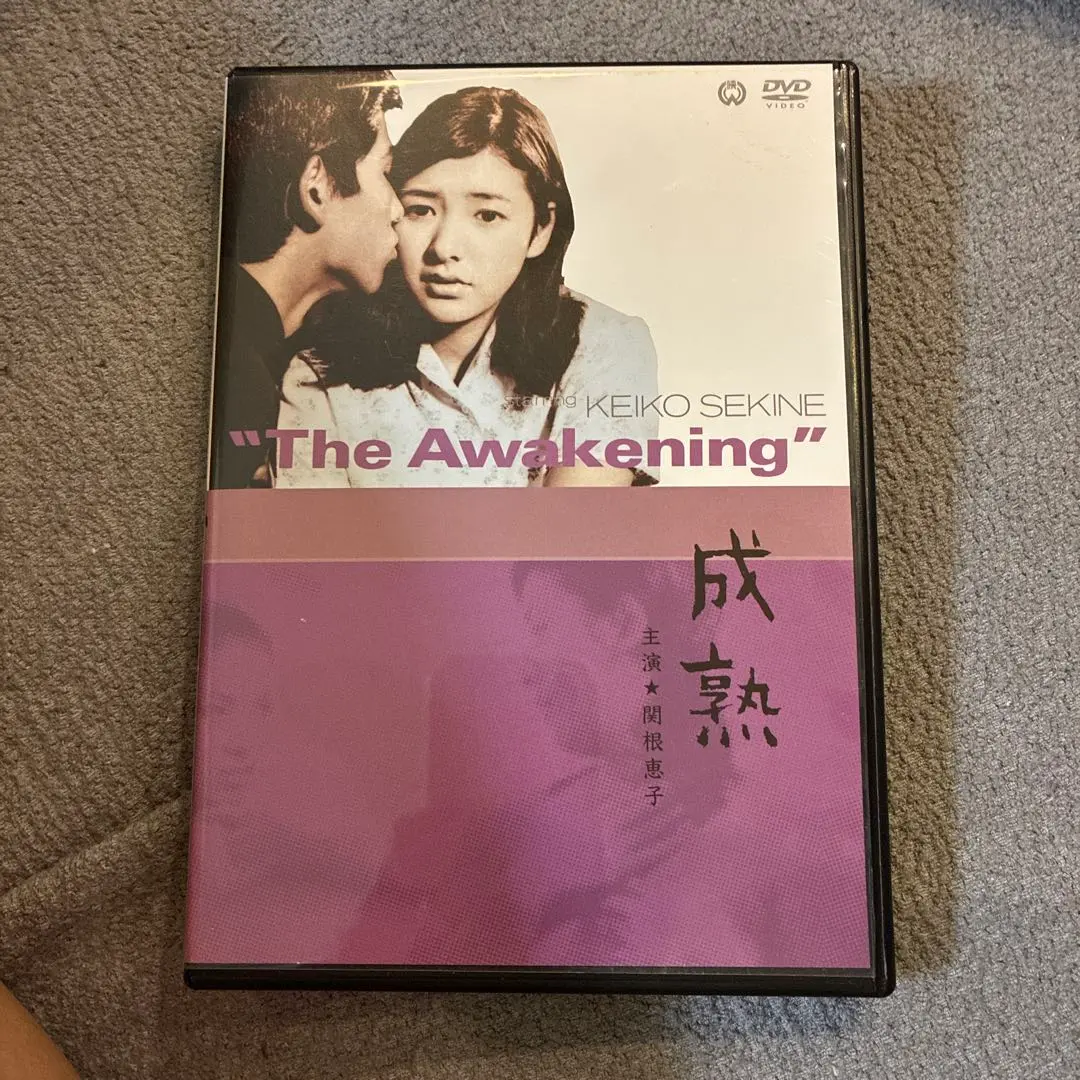 DVD
VIDEO
starring KEIKO SEKINE
"The Awakening"
成熟
主演★関根恵子